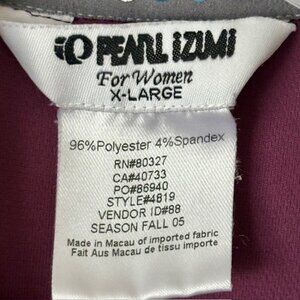 PEARL iZUMi
For Women
X-LARGE
96%Polyester 4%Spandex
RN#80327
CA#40733
PO#86940
STYLE#4819
VENDOR ID#88
SEASON FALL 05
Made in Macau of imported fabric
Fait Aus Macau de tissu importe